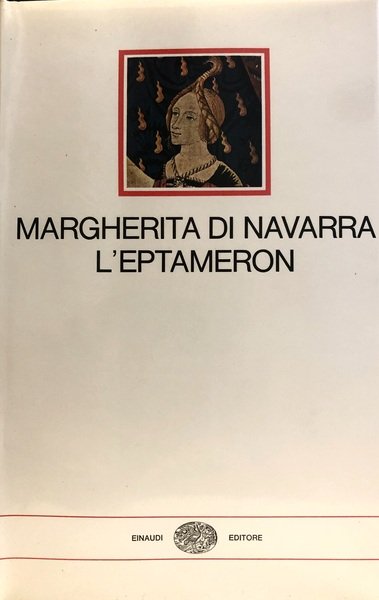 MARGHERITA DI NAVARRA
L'EPTAMERON
EINAUDI EDITORE